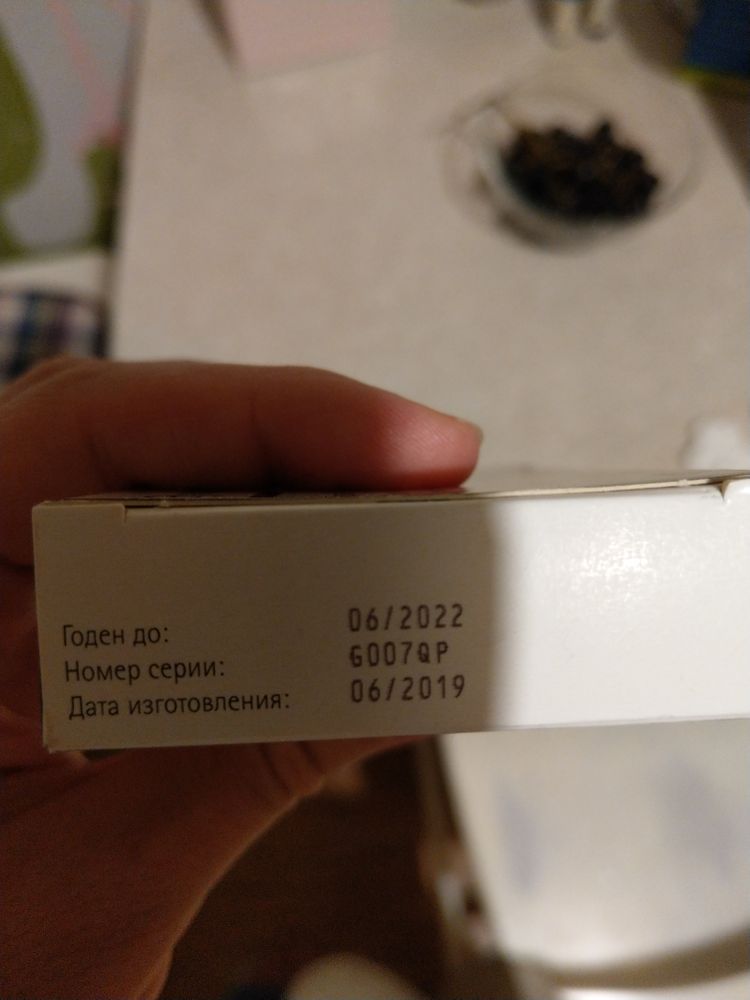 Годен до: 06/2022
Номер серии: G007QP
Дата изготовления: 06/2019